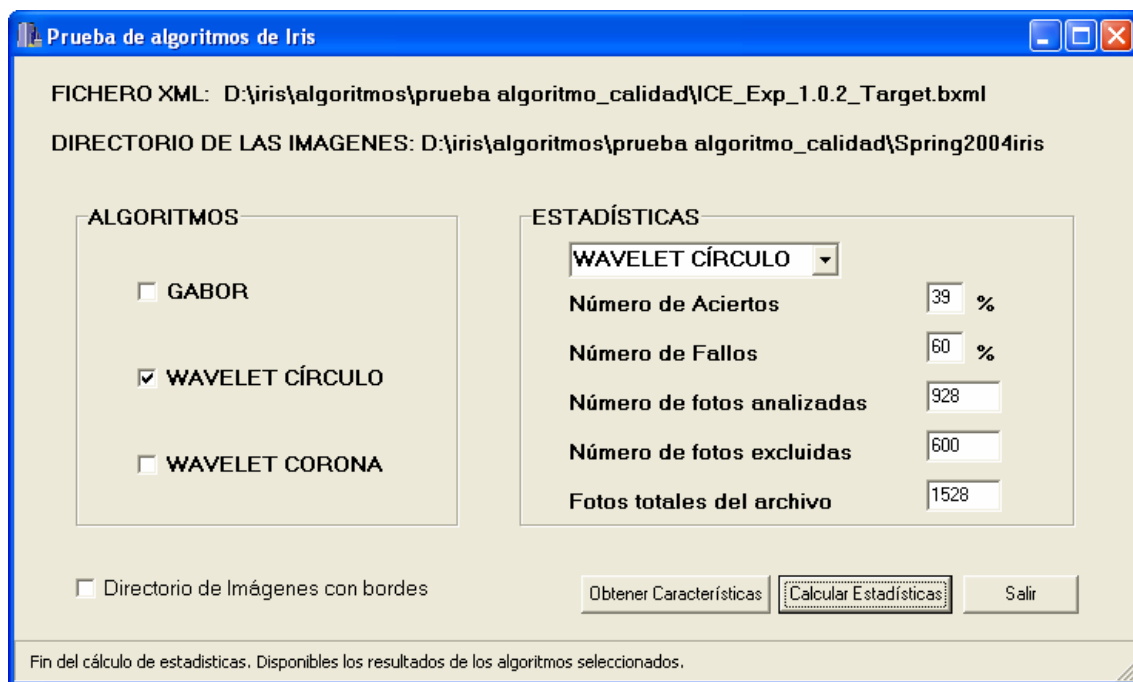 Prueba de algoritmos de Iris
FICHERO XML: D:\iris\algoritmos\prueba algoritmo_calidad\ICE_Exp_1.0.2_Target.bxml
DIRECTORIO DE LAS IMAGENES: D:\iris\algoritmos\prueba algoritmo_calidad\Spring2004iris
ALGORITMOS
GABOR
WAVELET CÍRCULO
WAVELET CORONA
ESTADÍSTICAS
WAVELET CÍRCULO
Número de Aciertos 39 %
Número de Fallos 60 %
Número de fotos analizadas 928
Número de fotos excluidas 600
Fotos totales del archivo 1528
Directorio de Imágenes con bordes
Obtener Características Calcular Estadísticas Salir
Fin del cálculo de estadisticas. Disponibles los resultados de los algoritmos seleccionados.